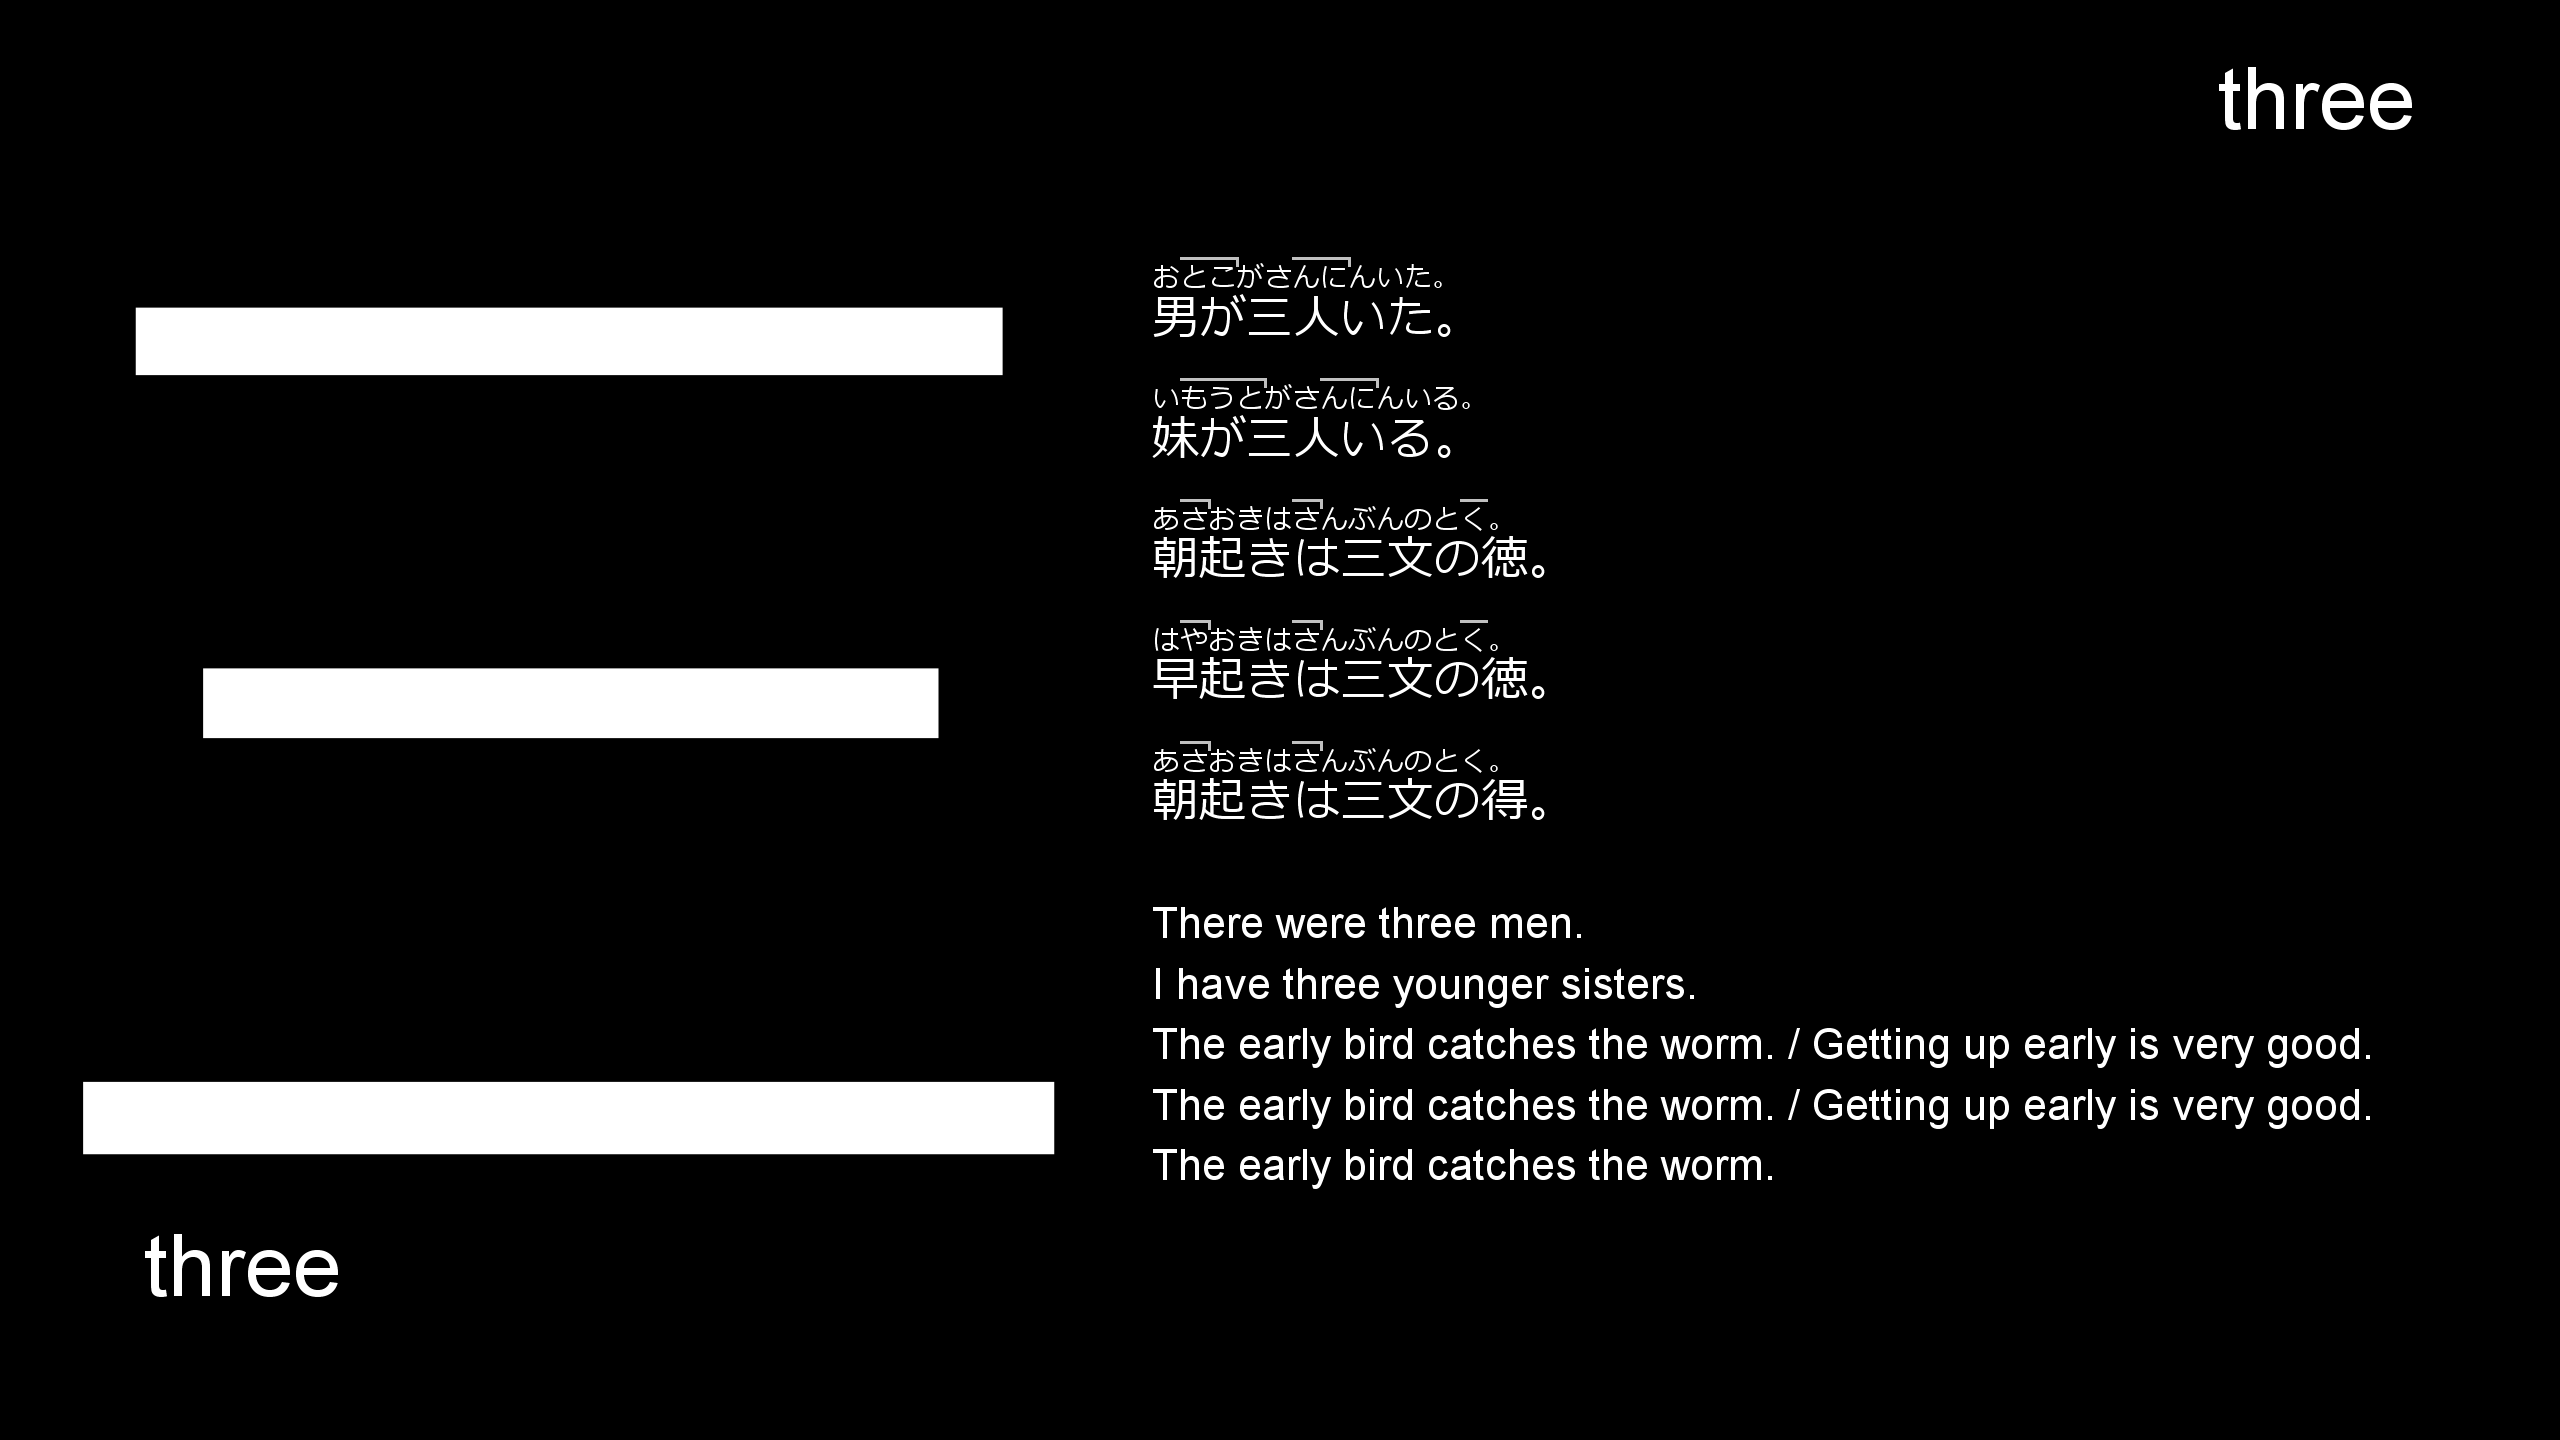 three
三
three
おとこがさんにんいた。
男が三人いた。
いもうとがさんにんいる。
妹が三人いる。
あさおきはさんぶんのとく。
朝起きは三文の徳。
はやおきはさんぶんのとく。
早起きは三文の徳。
あさおきはさんぶんのとく。
朝起きは三文の得。
There were three men.
I have three younger sisters.
The early bird catches the worm. / Getting up early is very good.
The early bird catches the worm. / Getting up early is very good.
The early bird catches the worm.